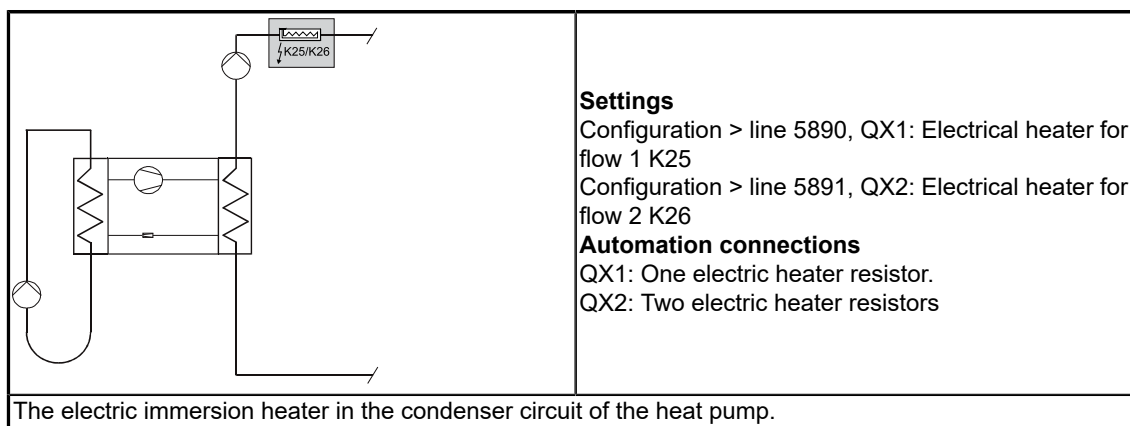 K25/K26
Settings
Configuration > line 5890, QX1: Electrical heater for
flow 1 K25
Configuration > line 5891, QX2: Electrical heater for
flow 2 K26
Automation connections
QX1: One electric heater resistor.
QX2: Two electric heater resistors
The electric immersion heater in the condenser circuit of the heat pump.